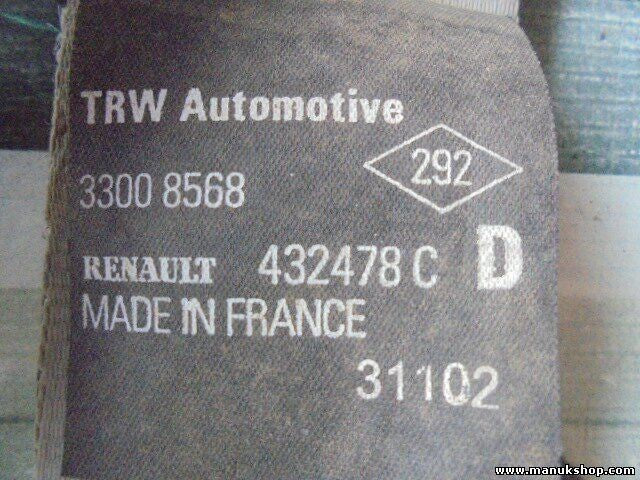 TRW Automotive
292
3300 8568
RENAULT 432478 C D
MADE IN FRANCE
31102
www.manukshop.com